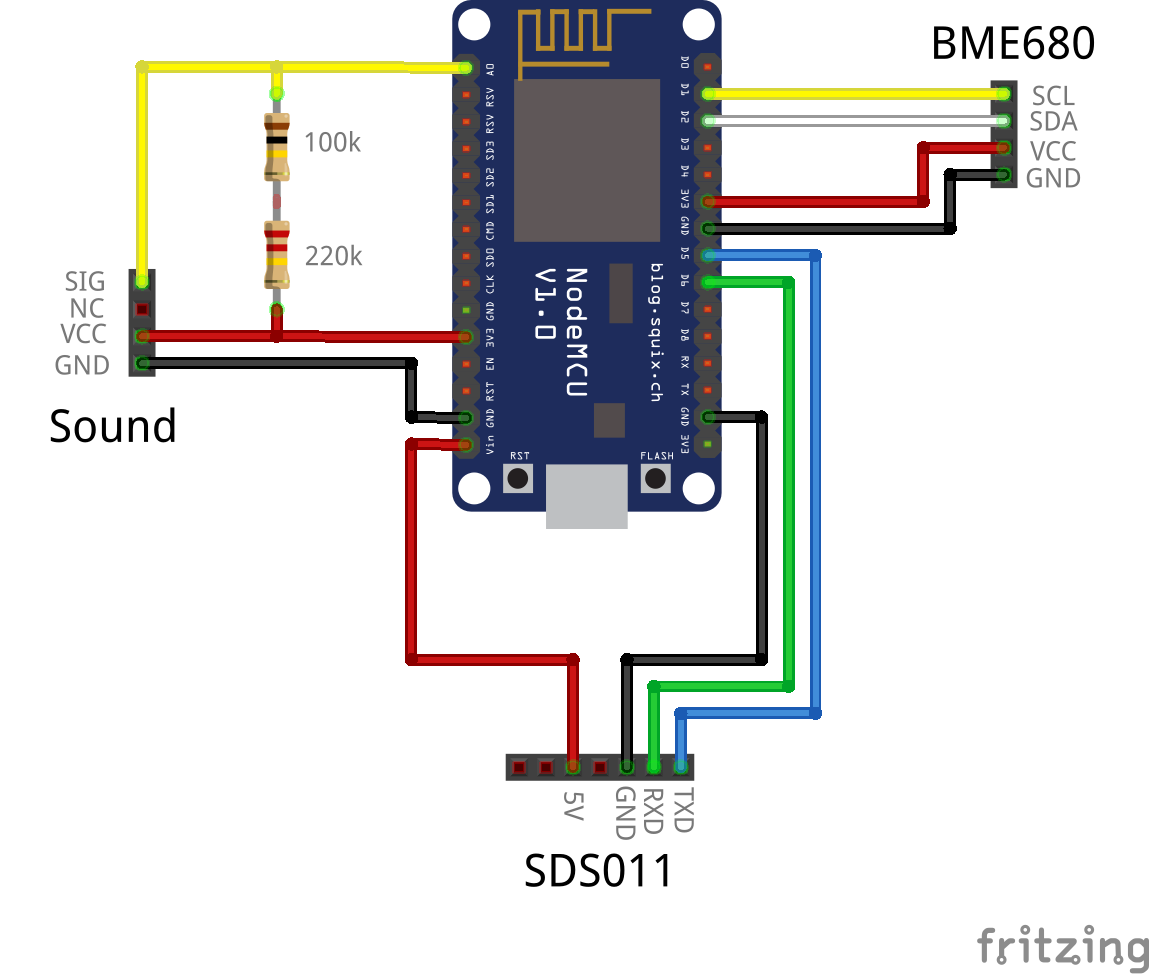 BME680
SCL
SDA
VCC
GND
100k
220k
SIG
NC
VCC
GND
Sound
A0
RSV
RSV
SD3
SD2
SD1
CMD
SD0
CLK
GND
3V3
EN
RST
GND
Vin
D0
D1
D2
D3
D4
3V3
GND
D5
D6
D7
D8
RX
TX
GND
3V3
NodeMCU
V1.0
blog.squix.ch
RST
FLASH
5V
GND
RXD
TXD
SDS011
fritzing